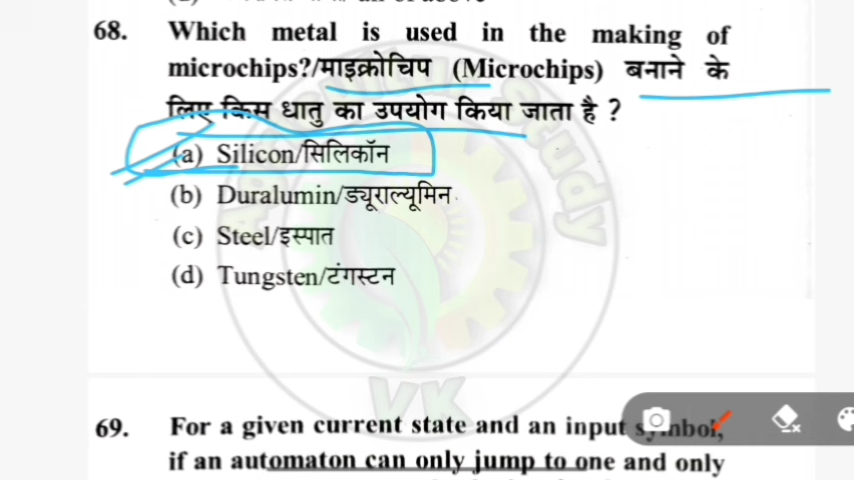 68. Which metal is used in the making of
microchips?/माइक्रोचिप (Microchips) बनाने के
लिए किस धातु का उपयोग किया जाता है ?
(a) Silicon/सिलिकॉन
(b) Duralumin/ड्यूराल्यूमिन
(c) Steel/इस्पात
(d) Tungsten/टंगस्टन
VK
69. For a given current state and an input symbol,
if an automaton can only jump to one and only